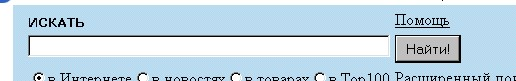 ИСКАТЬ Помощь
Найти!
в Интернете в новостях в товарах в Top100 Расширенный